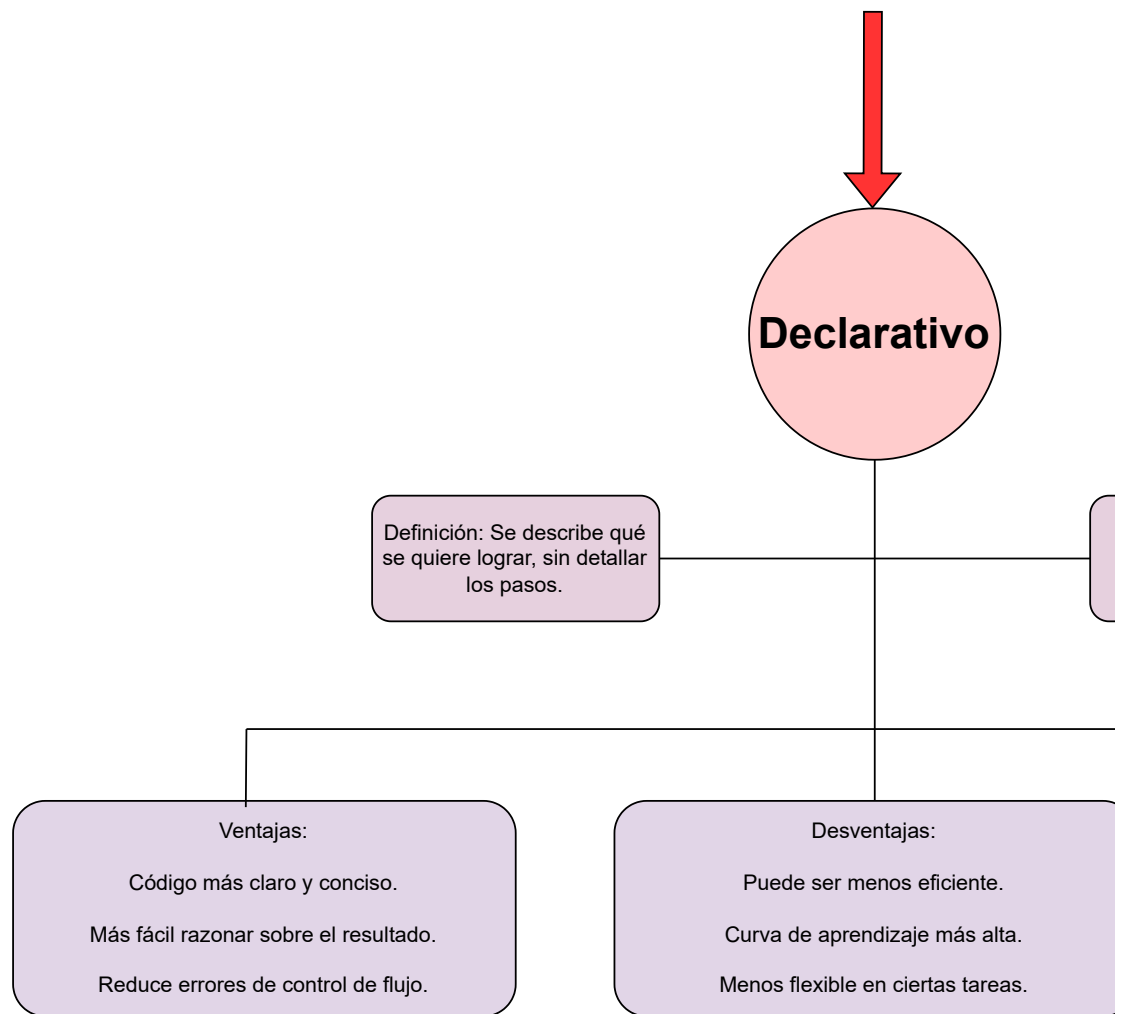 Declarativo
Definición: Se describe qué
se quiere lograr, sin detallar
los pasos.
Ventajas:
Código más claro y conciso.
Más fácil razonar sobre el resultado.
Reduce errores de control de flujo.
Desventajas:
Puede ser menos eficiente.
Curva de aprendizaje más alta.
Menos flexible en ciertas tareas.